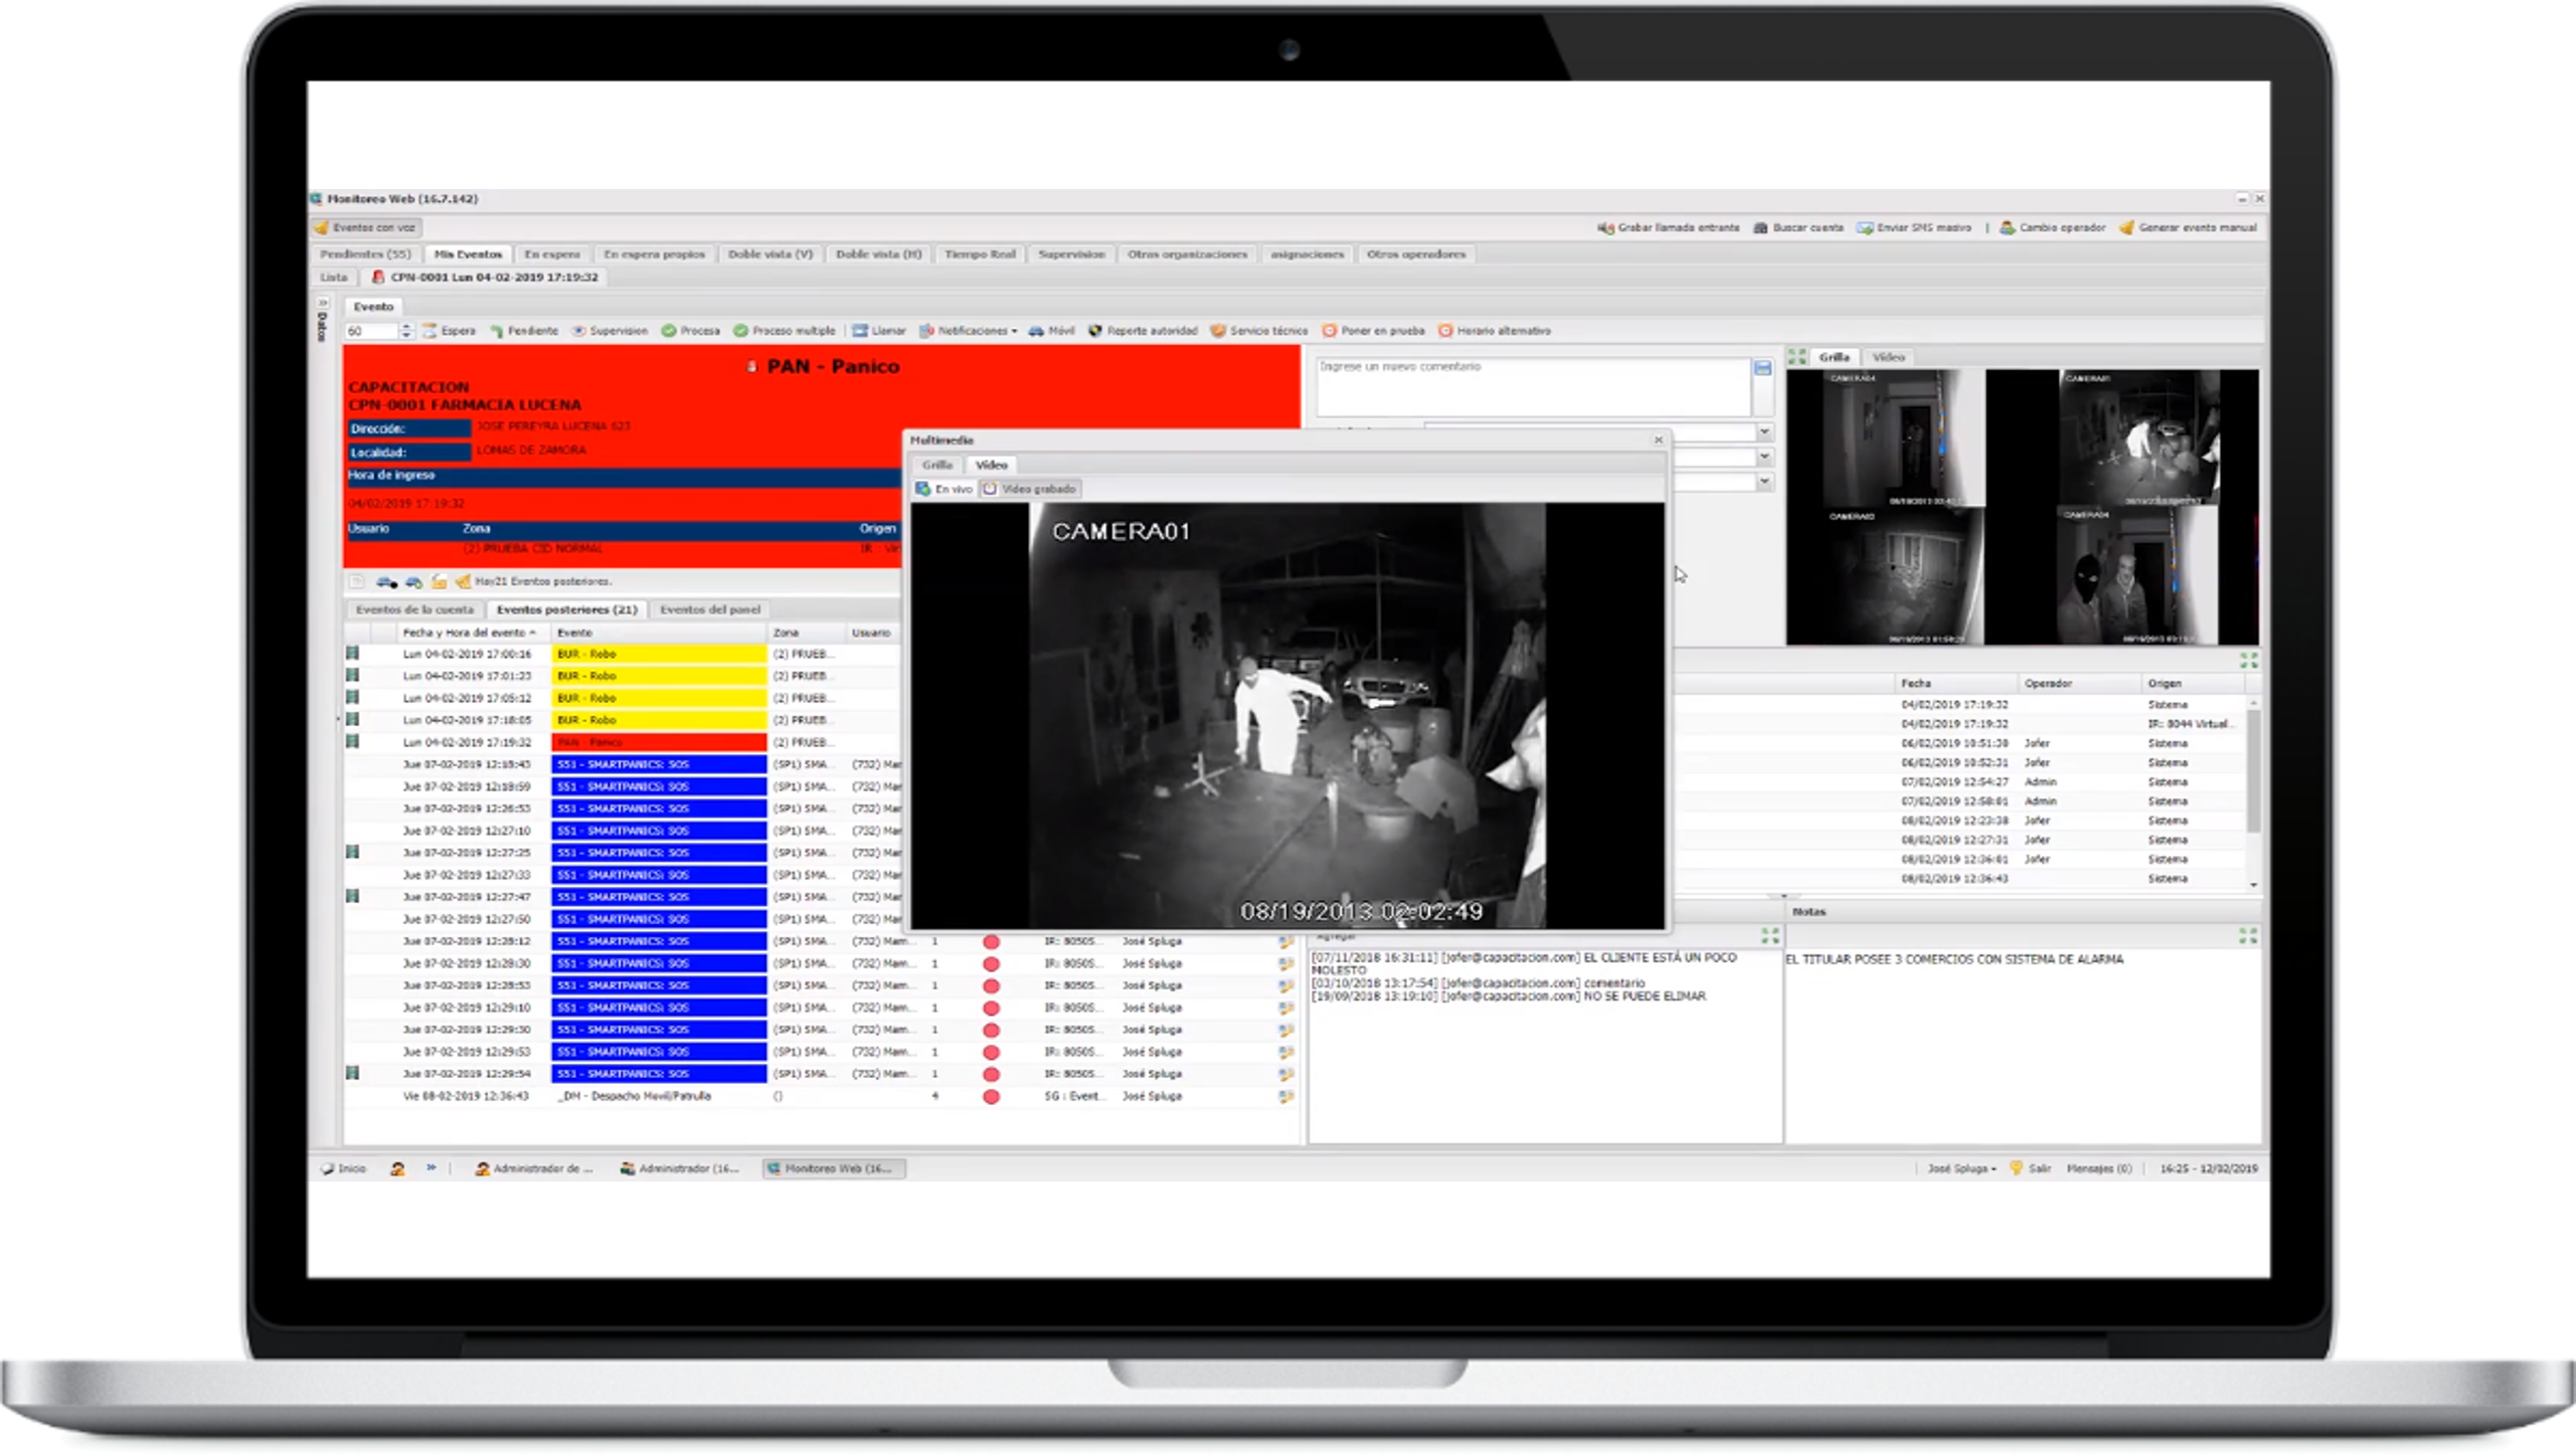 Monitoreo Web (16.7.142)
Eventos con voz
Grabar llamada entrante Buscar cuenta Enviar SMS masivo | Cambio operador Generar evento manual
Pendientes (55) Mis Eventos En espera En espera propios Doble vista (V) Doble vista (H) Tiempo Real Supervision Otras organizaciones asignaciones Otros operadores
Lista CPN-0001 Lun 04-02-2019 17:19:32
Datos
Evento
60 Espera Pendiente Supervision Procesa Proceso multiple Llamar Notificaciones Móvil Reporte autoridad Servicio técnico Poner en prueba Horario alternativo
PAN - Panico
CAPACITACION
CPN-0001 FARMACIA LUCENA
Dirección: JOSE PEREYRA LUCENA 623
Localidad: LOMAS DE ZAMORA
Hora de ingreso
04/02/2019 17:19:32
Usuario Zona Origen
(2) PRUEBA CID NORMAL
Hay21 Eventos posteriores.
Eventos de la cuenta Eventos posteriores (21) Eventos del panel
Fecha y Hora del evento Evento Zona Usuario
Lun 04-02-2019 17:00:16 BUR - Robo (2) PRUEB...
Lun 04-02-2019 17:01:23 BUR - Robo (2) PRUEB...
Lun 04-02-2019 17:05:12 BUR - Robo (2) PRUEB...
Lun 04-02-2019 17:18:05 BUR - Robo (2) PRUEB...
Lun 04-02-2019 17:19:32 PAN - Panico (2) PRUEB...
Jue 07-02-2019 12:18:43 SS1 - SMARTPANICS: SOS (SP1) SMA... (732) Mar
Jue 07-02-2019 12:18:59 SS1 - SMARTPANICS: SOS (SP1) SMA... (732) Mar
Jue 07-02-2019 12:26:53 SS1 - SMARTPANICS: SOS (SP1) SMA... (732) Mar
Jue 07-02-2019 12:27:10 SS1 - SMARTPANICS: SOS (SP1) SMA... (732) Mar
Jue 07-02-2019 12:27:25 SS1 - SMARTPANICS: SOS (SP1) SMA... (732) Mar
Jue 07-02-2019 12:27:33 SS1 - SMARTPANICS: SOS (SP1) SMA... (732) Mar
Jue 07-02-2019 12:27:47 SS1 - SMARTPANICS: SOS (SP1) SMA... (732) Mar
Jue 07-02-2019 12:27:50 SS1 - SMARTPANICS: SOS (SP1) SMA... (732) Mar
Jue 07-02-2019 12:28:12 SS1 - SMARTPANICS: SOS (SP1) SMA... (732) Mam... 1 IR: 8050S... José Spluga
Jue 07-02-2019 12:28:30 SS1 - SMARTPANICS: SOS (SP1) SMA... (732) Mam... 1 IR: 8050S... José Spluga
Jue 07-02-2019 12:28:53 SS1 - SMARTPANICS: SOS (SP1) SMA... (732) Mam... 1 IR: 8050S... José Spluga
Jue 07-02-2019 12:29:10 SS1 - SMARTPANICS: SOS (SP1) SMA... (732) Mam... 1 IR: 8050S... José Spluga
Jue 07-02-2019 12:29:30 SS1 - SMARTPANICS: SOS (SP1) SMA... (732) Mam... 1 IR: 8050S... José Spluga
Jue 07-02-2019 12:29:53 SS1 - SMARTPANICS: SOS (SP1) SMA... (732) Mam... 1 IR: 8050S... José Spluga
Jue 07-02-2019 12:29:54 SS1 - SMARTPANICS: SOS (SP1) SMA... (732) Mam... 1 IR: 8050S... José Spluga
Vie 08-02-2019 12:36:43 _DM - Despacho Movil/Patrulla () 4 SG : Event... José Spluga
Multimedia
Grilla Video
En vivo Video grabado
CAMERA01
08/19/2013 02:02:49
Ingrese un nuevo comentario
Grilla Video
CAMERA04 CAMERA01
CAMERA03 CAMERA04
Fecha Operador Origen
04/02/2019 17:19:32 Sistema
04/02/2019 17:19:32 IR: 8044 Virtual...
06/02/2019 10:51:30 Jofer Sistema
06/02/2019 10:52:31 Jofer Sistema
07/02/2019 12:54:27 Admin Sistema
07/02/2019 12:58:01 Admin Sistema
08/02/2019 12:23:38 Jofer Sistema
08/02/2019 12:27:31 Jofer Sistema
08/02/2019 12:36:01 Jofer Sistema
08/02/2019 12:36:43 Sistema
Agregar
[07/11/2018 16:31:11] [jofer@capacitacion.com] EL CLIENTE ESTÁ UN POCO
MOLESTO
[03/10/2018 13:17:54] [jofer@capacitacion.com] comentario
[19/09/2018 13:19:10] [jofer@capacitacion.com] NO SE PUEDE ELIMAR
Notas
EL TITULAR POSEE 3 COMERCIOS CON SISTEMA DE ALARMA
Inicio Administrador de ... Administrador (16... Monitoreo Web (16...
José Spluga Salir Mensajes (0) 16:25 - 12/02/2019